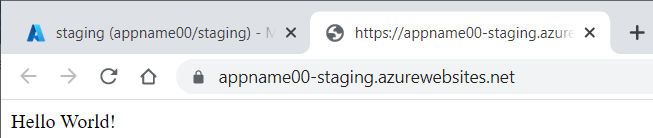 staging (appname00/staging) - M
https://appname00-staging.azure
appname00-staging.azurewebsites.net
Hello World!